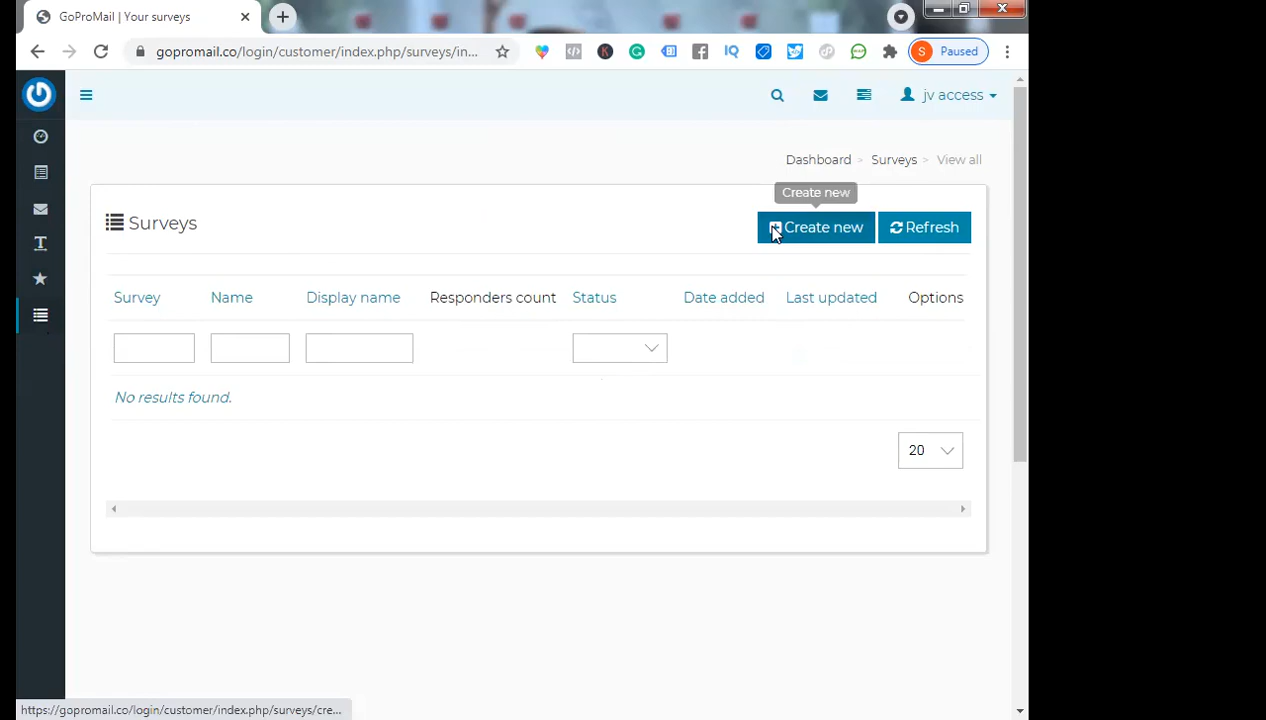 GoProMail | Your surveys
gopromail.co/login/customer/index.php/surveys/in...
S Paused
jv access
Dashboard > Surveys > View all
Create new
Surveys
Create new
Refresh
Survey Name Display name Responders count Status Date added Last updated Options
No results found.
20
https://gopromail.co/login/customer/index.php/surveys/cre...